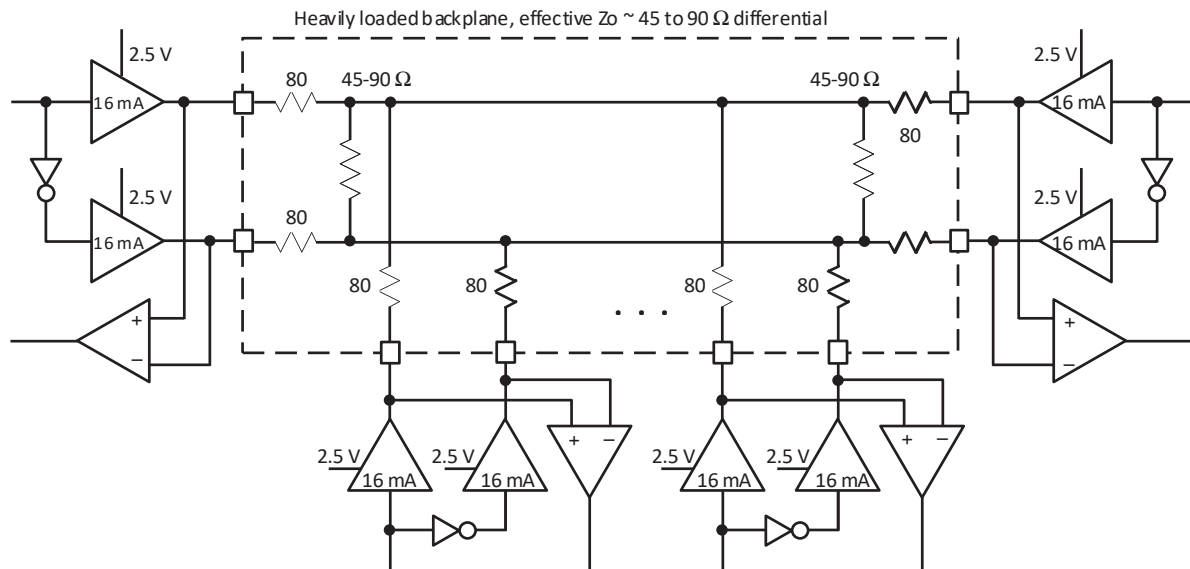 Heavily loaded backplane, effective Zo ~ 45 to 90 Ω differential
2.5 V
2.5 V
80
45-90 Ω
45-90 Ω
16 mA
16 mA
80
2.5 V
80
2.5 V
16 mA
16 mA
80
80
80
80
+
–
. . .
+
–
+ –
+ –
2.5 V
2.5 V
2.5 V
2.5 V
16 mA
16 mA
16 mA
16 mA